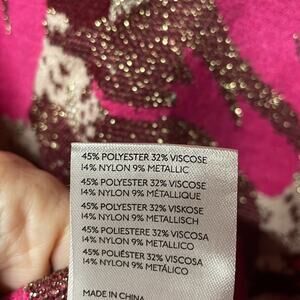 45% POLYESTER 32% VISCOSE
14% NYLON 9% METALLIC
45% POLYESTER 32% VISCOSE
14% NYLON 9% MÉTALLIQUE
45% POLYESTER 32% VISKOSE
14% NYLON 9% METALLISCH
45% POLIESTERE 32% VISCOSA
14% NYLON 9% METALLICO
45% POLIÉSTER 32% VISCOSA
14% NYLON 9% METÁLICO
MADE IN CHINA